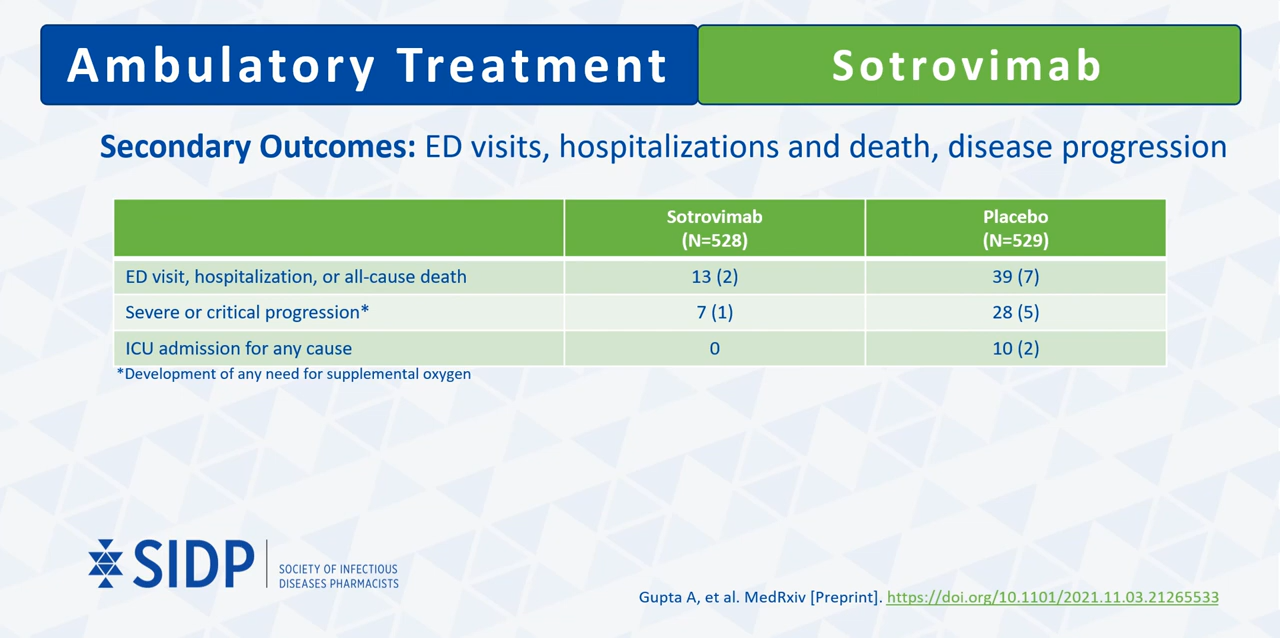 Ambulatory Treatment
Sotrovimab
Secondary Outcomes: ED visits, hospitalizations and death, disease progression
Sotrovimab Placebo
(N=528) (N=529)
ED visit, hospitalization, or all-cause death 13 (2) 39 (7)
Severe or critical progression* 7 (1) 28 (5)
ICU admission for any cause 0 10 (2)
*Development of any need for supplemental oxygen
SIDP
SOCIETY OF INFECTIOUS
DISEASES PHARMACISTS
Gupta A, et al. MedRxiv [Preprint]. https://doi.org/10.1101/2021.11.03.21265533